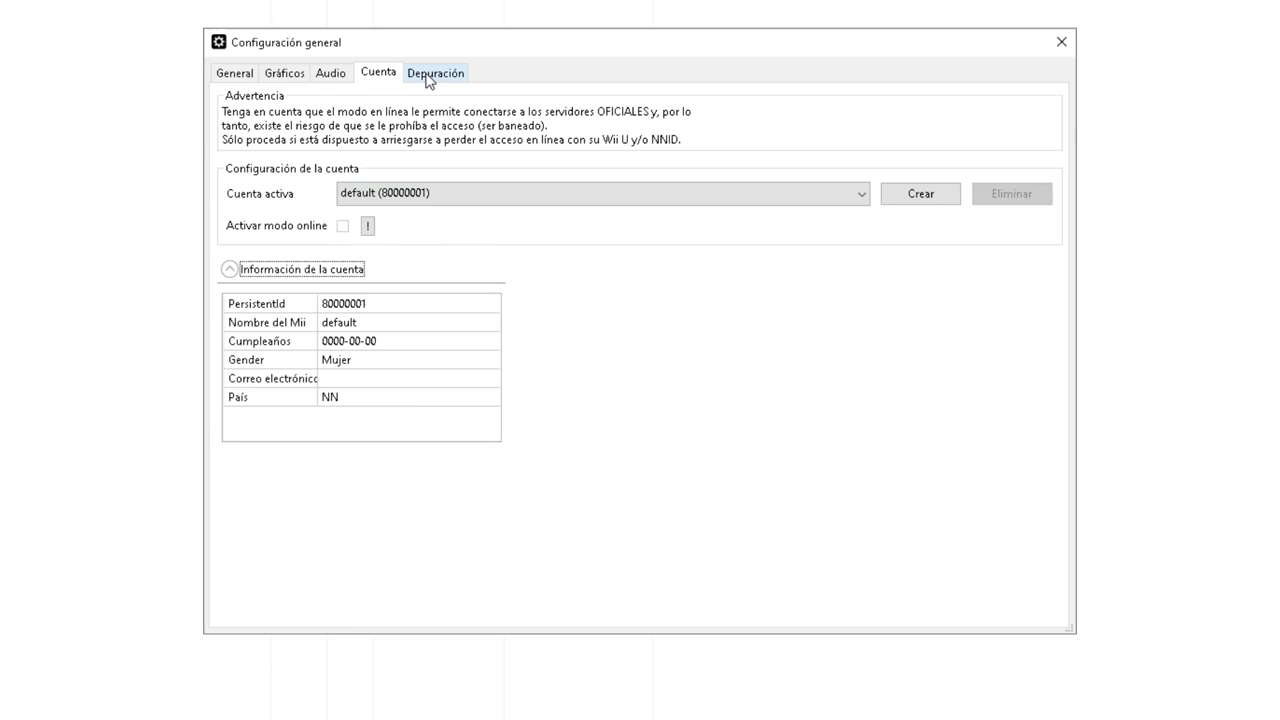 Configuración general
General Gráficos Audio Cuenta Depuración
Advertencia
Tenga en cuenta que el modo en línea le permite conectarse a los servidores OFICIALES y, por lo
tanto, existe el riesgo de que se le prohíba el acceso (ser baneado).
Sólo proceda si está dispuesto a arriesgarse a perder el acceso en línea con su Wii U y/o NNID.
Configuración de la cuenta
Cuenta activa default (80000001) Crear Eliminar
Activar modo online !
Información de la cuenta
PersistentId 80000001
Nombre del Mii default
Cumpleaños 0000-00-00
Gender Mujer
Correo electrónico
País NN